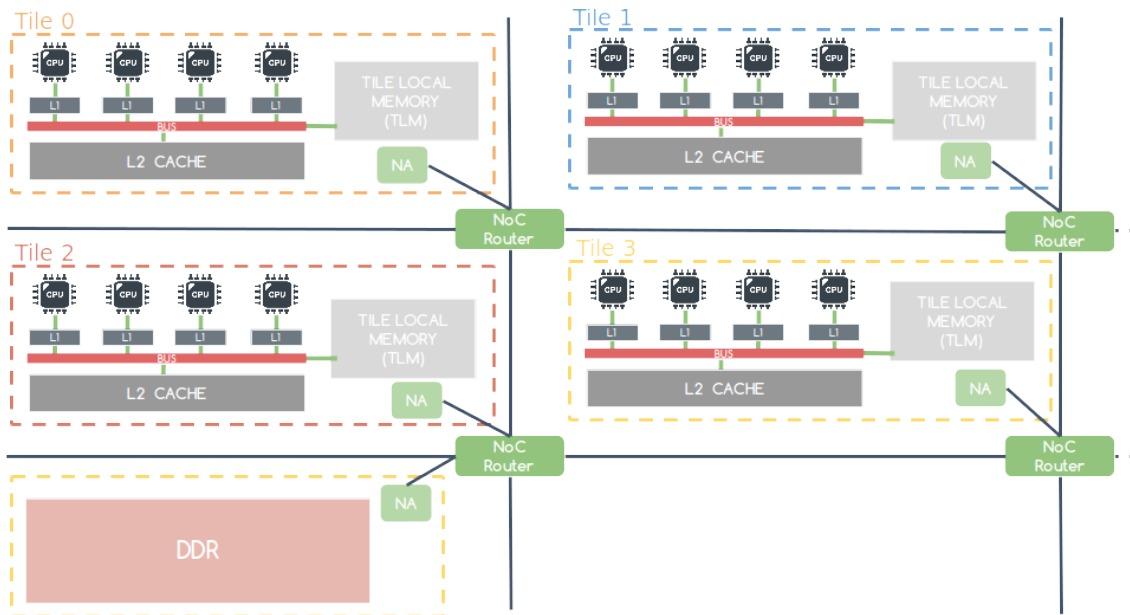 Tile 0
CPU CPU CPU CPU
L1 L1 L1 L1
BUS
L2 CACHE
TILE LOCAL
MEMORY
(TLM)
NA
Tile 1
CPU CPU CPU CPU
L1 L1 L1 L1
BUS
L2 CACHE
TILE LOCAL
MEMORY
(TLM)
NA
NoC
Router
NoC
Router
Tile 2
CPU CPU CPU CPU
L1 L1 L1 L1
BUS
L2 CACHE
TILE LOCAL
MEMORY
(TLM)
NA
Tile 3
CPU CPU CPU CPU
L1 L1 L1 L1
BUS
L2 CACHE
TILE LOCAL
MEMORY
(TLM)
NA
NoC
Router
NoC
Router
NA
DDR